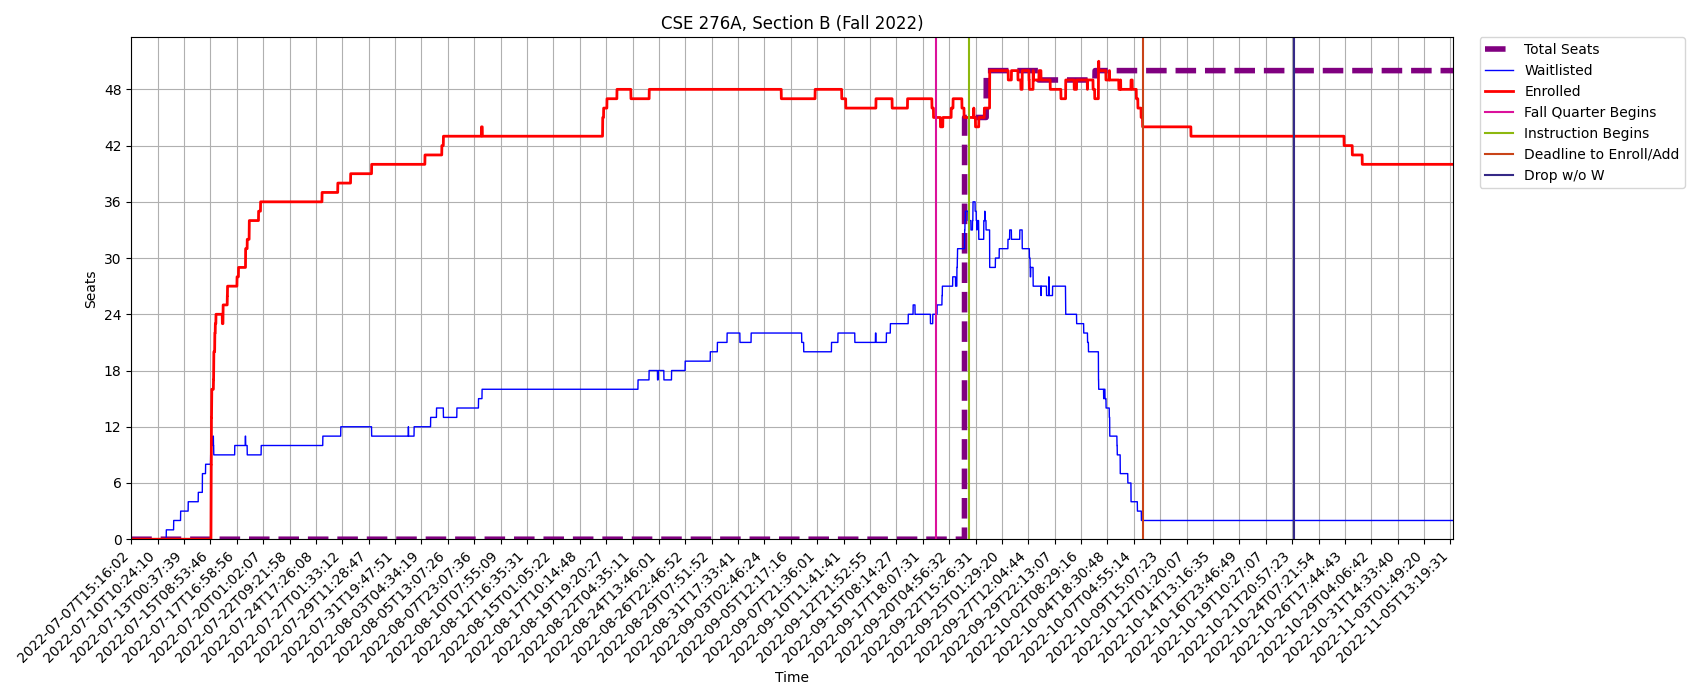 CSE 276A, Section B (Fall 2022)
Total Seats
Waitlisted
Enrolled
Fall Quarter Begins
Instruction Begins
Deadline to Enroll/Add
Drop w/o W
48
42
36
30
24
18
12
6
0
Seats
2022-07-07T15:16:02
2022-07-10T10:24:10
2022-07-13T00:37:39
2022-07-15T08:53:46
2022-07-17T16:58:56
2022-07-20T01:02:07
2022-07-22T09:21:58
2022-07-24T17:26:08
2022-07-27T01:33:12
2022-07-29T11:28:47
2022-07-31T19:47:51
2022-08-03T04:34:19
2022-08-05T13:07:26
2022-08-07T23:07:36
2022-08-10T07:55:09
2022-08-12T16:35:31
2022-08-15T01:05:22
2022-08-17T10:14:48
2022-08-19T19:20:27
2022-08-22T04:35:11
2022-08-24T13:46:01
2022-08-26T22:46:52
2022-08-29T07:51:52
2022-08-31T17:33:41
2022-09-03T02:46:24
2022-09-05T12:17:16
2022-09-07T21:36:01
2022-09-10T11:41:41
2022-09-12T21:52:55
2022-09-15T08:14:27
2022-09-17T18:07:31
2022-09-20T04:56:32
2022-09-22T15:26:31
2022-09-25T01:29:20
2022-09-27T12:04:44
2022-09-29T22:13:07
2022-10-02T08:29:16
2022-10-04T18:30:48
2022-10-07T04:55:14
2022-10-09T15:07:23
2022-10-12T01:20:07
2022-10-14T13:16:35
2022-10-16T23:46:49
2022-10-19T10:27:07
2022-10-21T20:57:23
2022-10-24T07:21:54
2022-10-26T17:44:43
2022-10-29T04:06:42
2022-10-31T14:33:40
2022-11-03T01:49:20
2022-11-05T13:19:31
Time